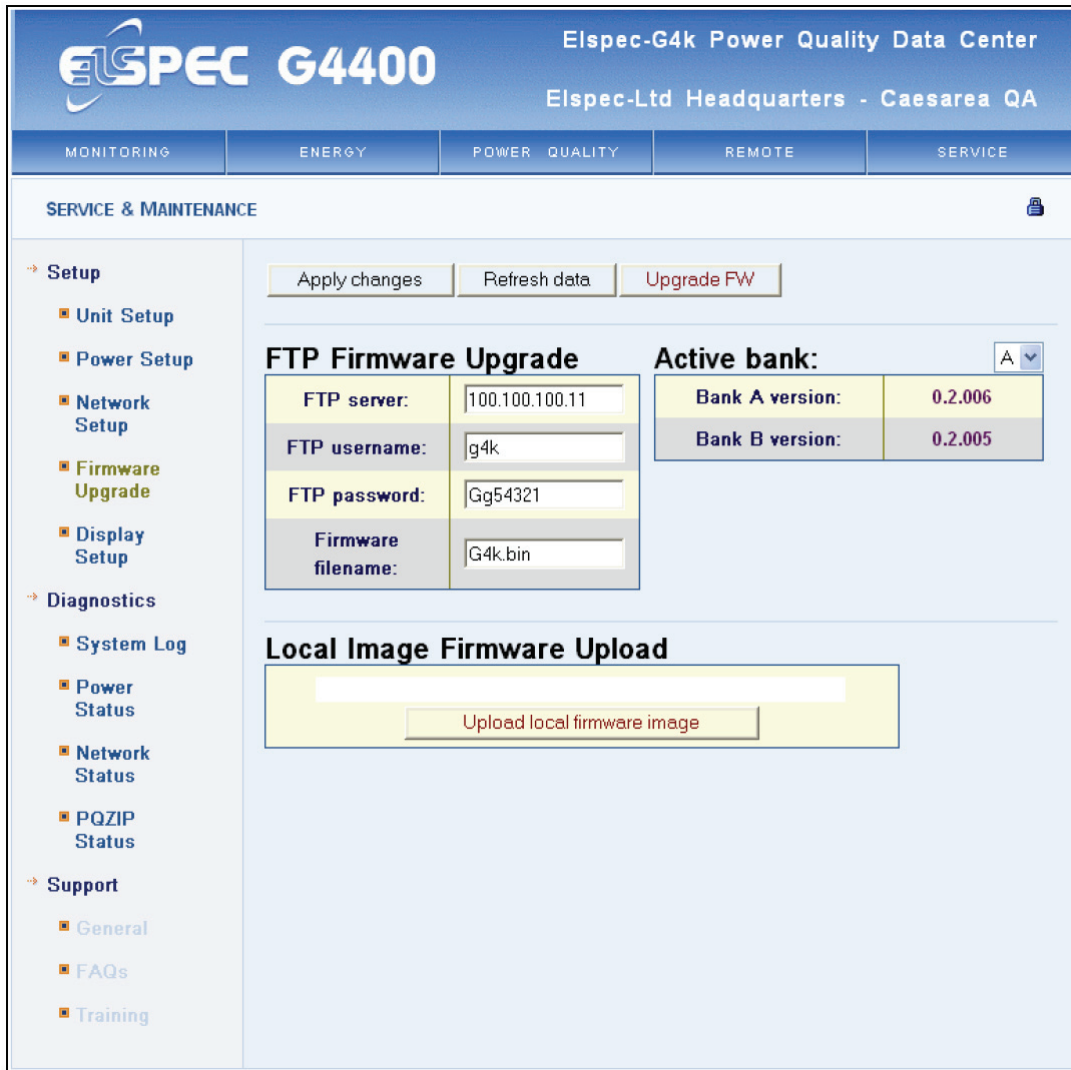 ELSPEC G4400
Elspec-G4k Power Quality Data Center
Elspec-Ltd Headquarters - Caesarea QA
MONITORING
ENERGY
POWER QUALITY
REMOTE
SERVICE
SERVICE & MAINTENANCE
Setup
Unit Setup
Power Setup
Network
Setup
Firmware
Upgrade
Display
Setup
Diagnostics
System Log
Power
Status
Network
Status
PQZIP
Status
Support
General
FAQs
Training
Apply changes
Refresh data
Upgrade FW
FTP Firmware Upgrade
FTP server: 100.100.100.11
FTP username: g4k
FTP password: Gg54321
Firmware
filename: G4k.bin
Active bank: A
Bank A version: 0.2.006
Bank B version: 0.2.005
Local Image Firmware Upload
Upload local firmware image